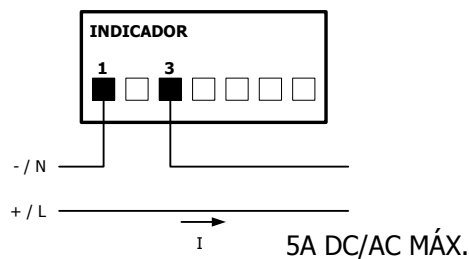 INDICADOR
1 3
- / N
+ / L
I
5A DC/AC MÁX.